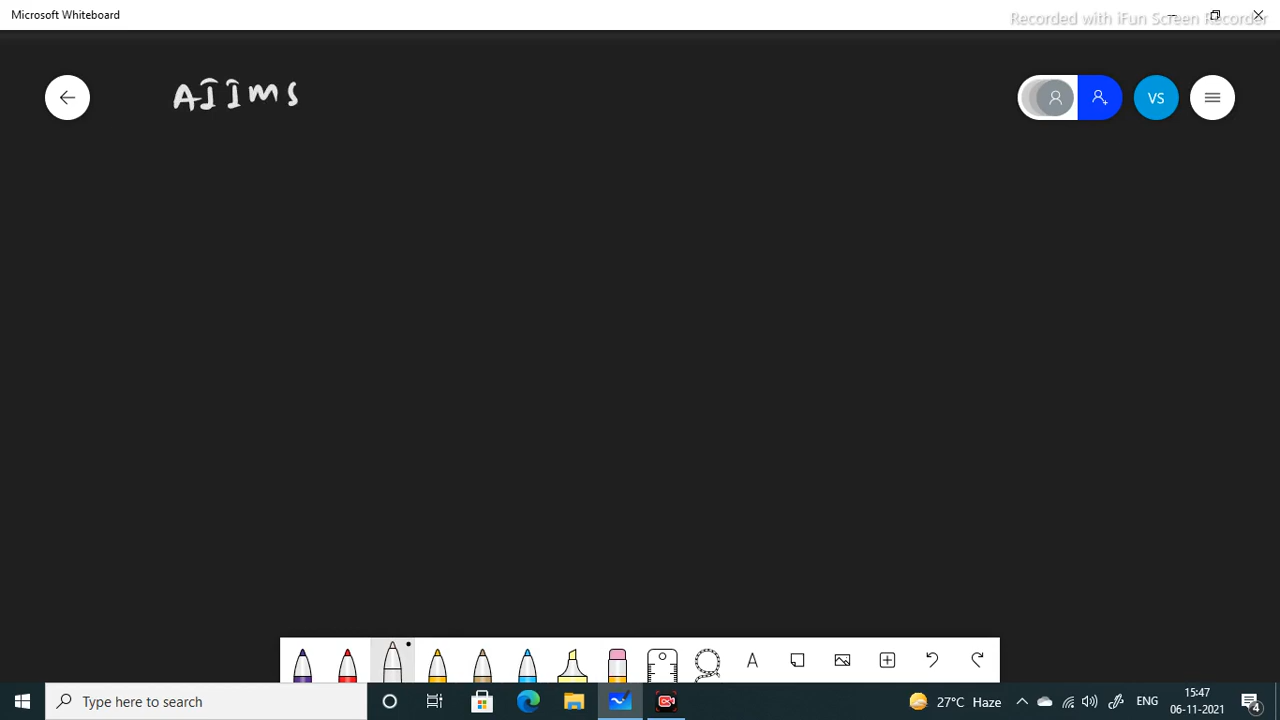 Microsoft Whiteboard
Recorded with iFun Screen Recorder
AIIMS
VS
A
Type here to search
27°C Haze
ENG
15:47
06-11-2021
4